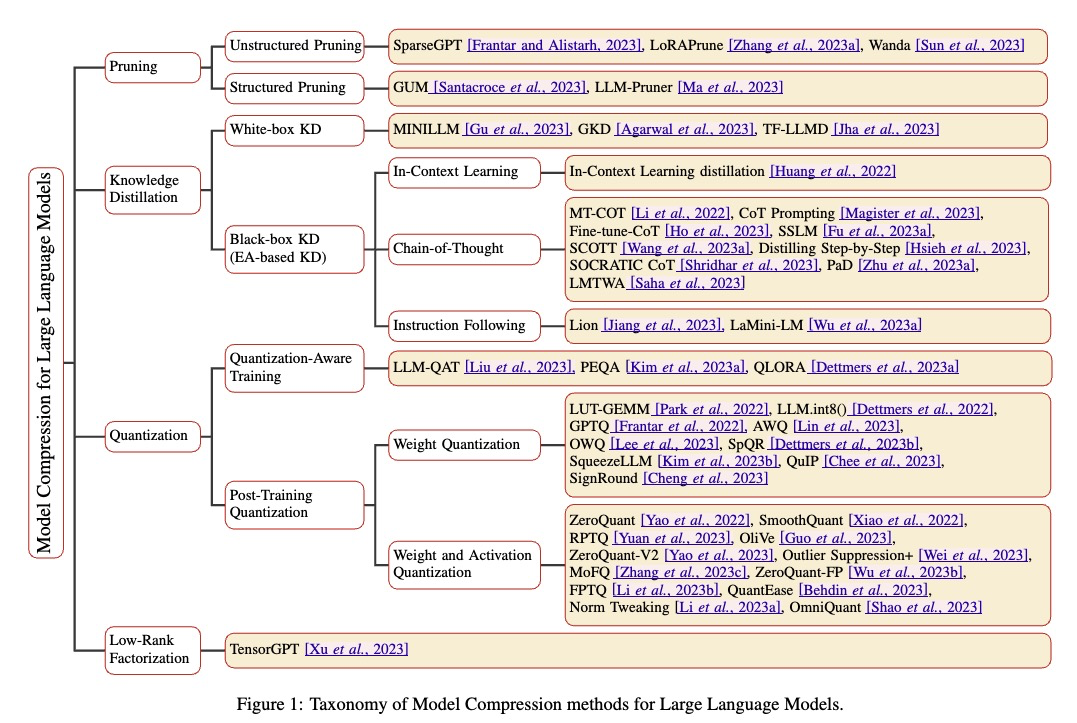 Model Compression for Large Language Models
Pruning
Unstructured Pruning
SparseGPT [Frantar and Alistarh, 2023], LoRAPrune [Zhang et al., 2023a], Wanda [Sun et al., 2023]
Structured Pruning
GUM [Santacroce et al., 2023], LLM-Pruner [Ma et al., 2023]
Knowledge
Distillation
White-box KD
MINILLM [Gu et al., 2023], GKD [Agarwal et al., 2023], TF-LLMD [Jha et al., 2023]
Black-box KD
(EA-based KD)
In-Context Learning
In-Context Learning distillation [Huang et al., 2022]
Chain-of-Thought
MT-COT [Li et al., 2022], CoT Prompting [Magister et al., 2023],
Fine-tune-CoT [Ho et al., 2023], SSLM [Fu et al., 2023a],
SCOTT [Wang et al., 2023a], Distilling Step-by-Step [Hsieh et al., 2023],
SOCRATIC CoT [Shridhar et al., 2023], PaD [Zhu et al., 2023a],
LMTWA [Saha et al., 2023]
Instruction Following
Lion [Jiang et al., 2023], LaMini-LM [Wu et al., 2023a]
Quantization
Quantization-Aware
Training
LLM-QAT [Liu et al., 2023], PEQA [Kim et al., 2023a], QLORA [Dettmers et al., 2023a]
Post-Training
Quantization
Weight Quantization
LUT-GEMM [Park et al., 2022], LLM.int8() [Dettmers et al., 2022],
GPTQ [Frantar et al., 2022], AWQ [Lin et al., 2023],
OWQ [Lee et al., 2023], SpQR [Dettmers et al., 2023b],
SqueezeLLM [Kim et al., 2023b], QuIP [Chee et al., 2023],
SignRound [Cheng et al., 2023]
Weight and Activation
Quantization
ZeroQuant [Yao et al., 2022], SmoothQuant [Xiao et al., 2022],
RPTQ [Yuan et al., 2023], OliVe [Guo et al., 2023],
ZeroQuant-V2 [Yao et al., 2023], Outlier Suppression+ [Wei et al., 2023],
MoFQ [Zhang et al., 2023c], ZeroQuant-FP [Wu et al., 2023b],
FPTQ [Li et al., 2023b], QuantEase [Behdin et al., 2023],
Norm Tweaking [Li et al., 2023a], OmniQuant [Shao et al., 2023]
Low-Rank
Factorization
TensorGPT [Xu et al., 2023]
Figure 1: Taxonomy of Model Compression methods for Large Language Models.